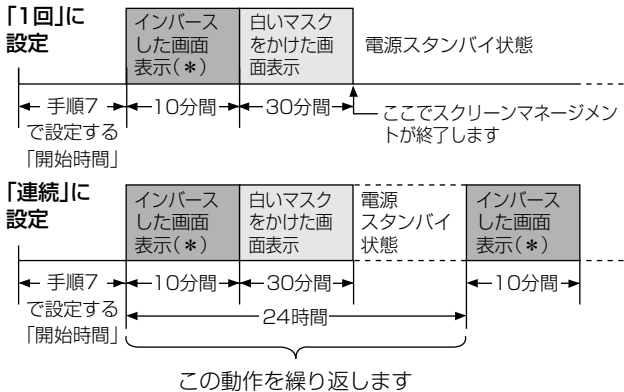 「1回」に
設定
インバース
した画面
表示(＊)
白いマスク
をかけた画
面表示
電源スタンバイ状態
手順7
で設定する
「開始時間」
10分間
30分間
ここでスクリーンマネージメン
トが終了します
「連続」に
設定
インバース
した画面
表示(＊)
白いマスク
をかけた画
面表示
電源
スタンバイ
状態
インバース
した画面
表示(＊)
手順7
で設定する
「開始時間」
10分間
30分間
10分間
24時間
この動作を繰り返します